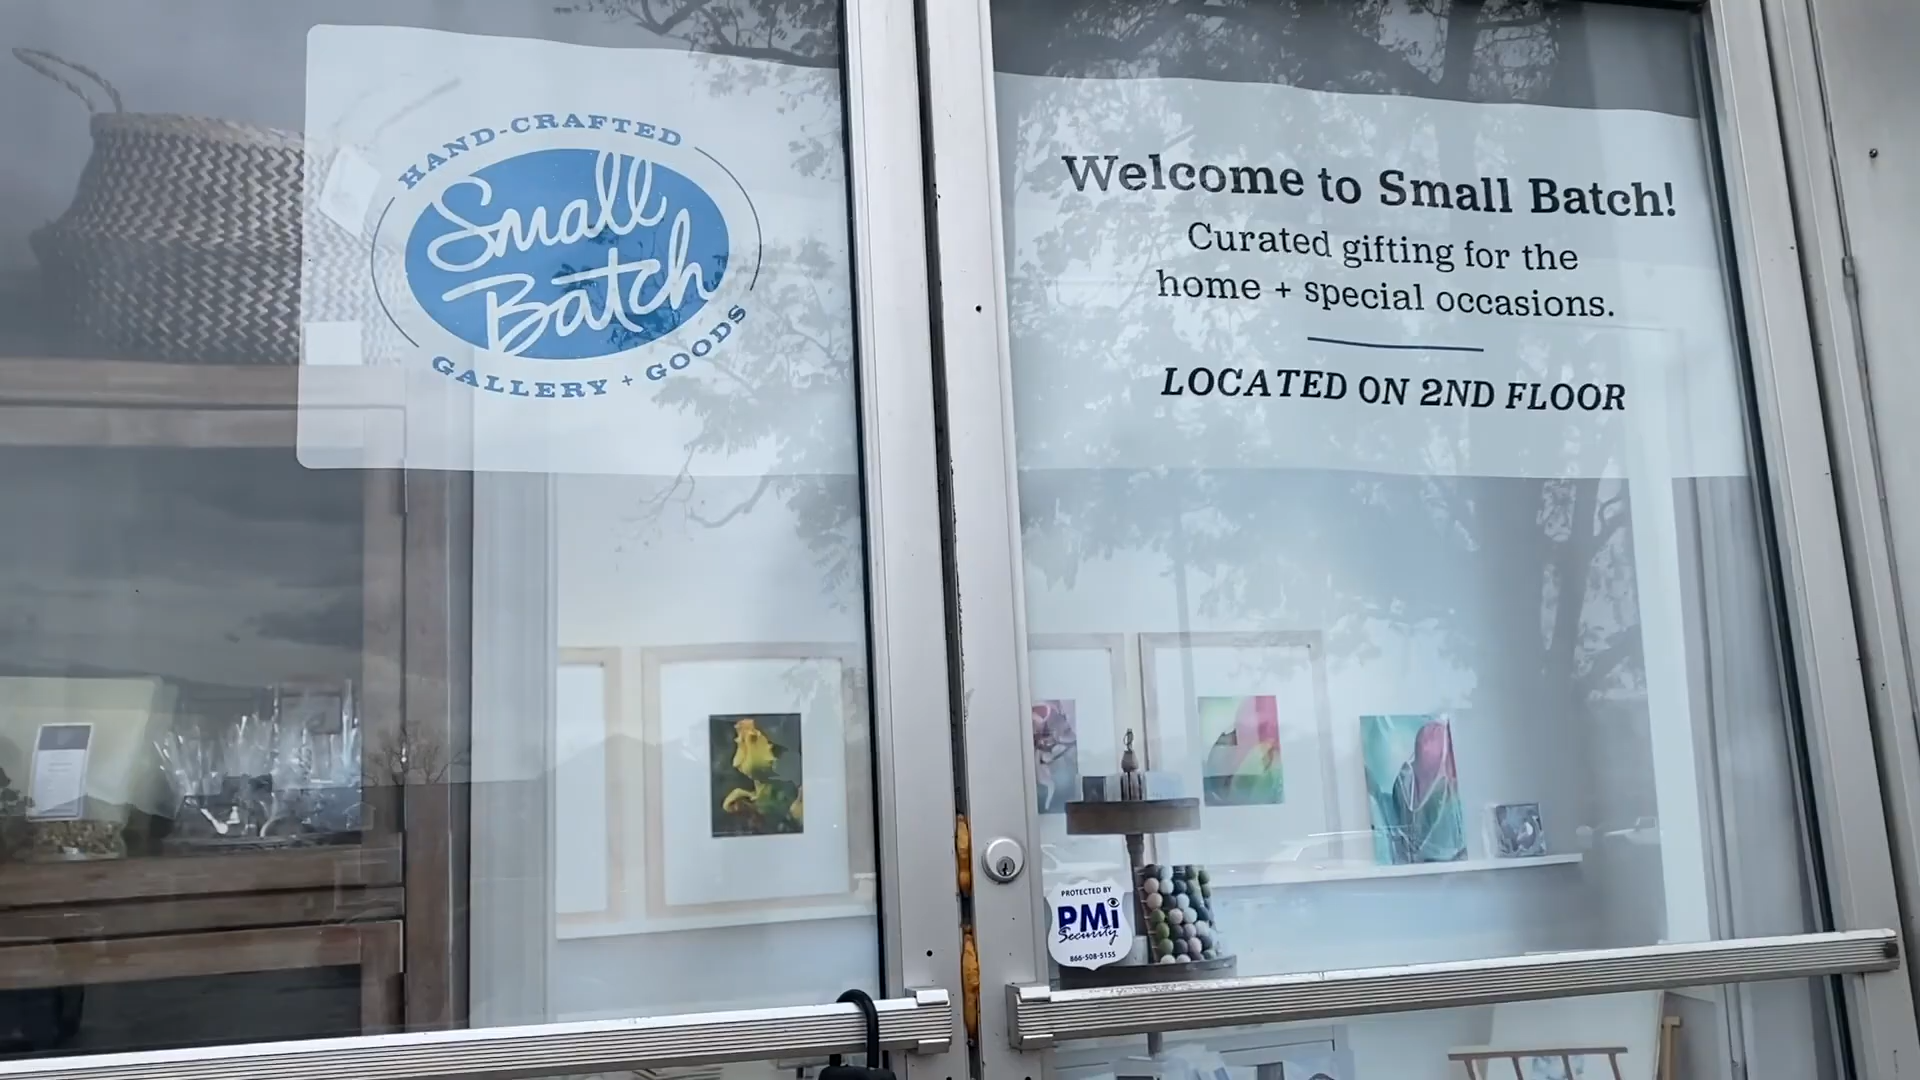 HAND-CRAFTED
Small
Batch
GALLERY + GOODS
Welcome to Small Batch!
Curated gifting for the
home + special occasions.
LOCATED ON 2ND FLOOR
PROTECTED BY
PMi
Security
866-508-5155